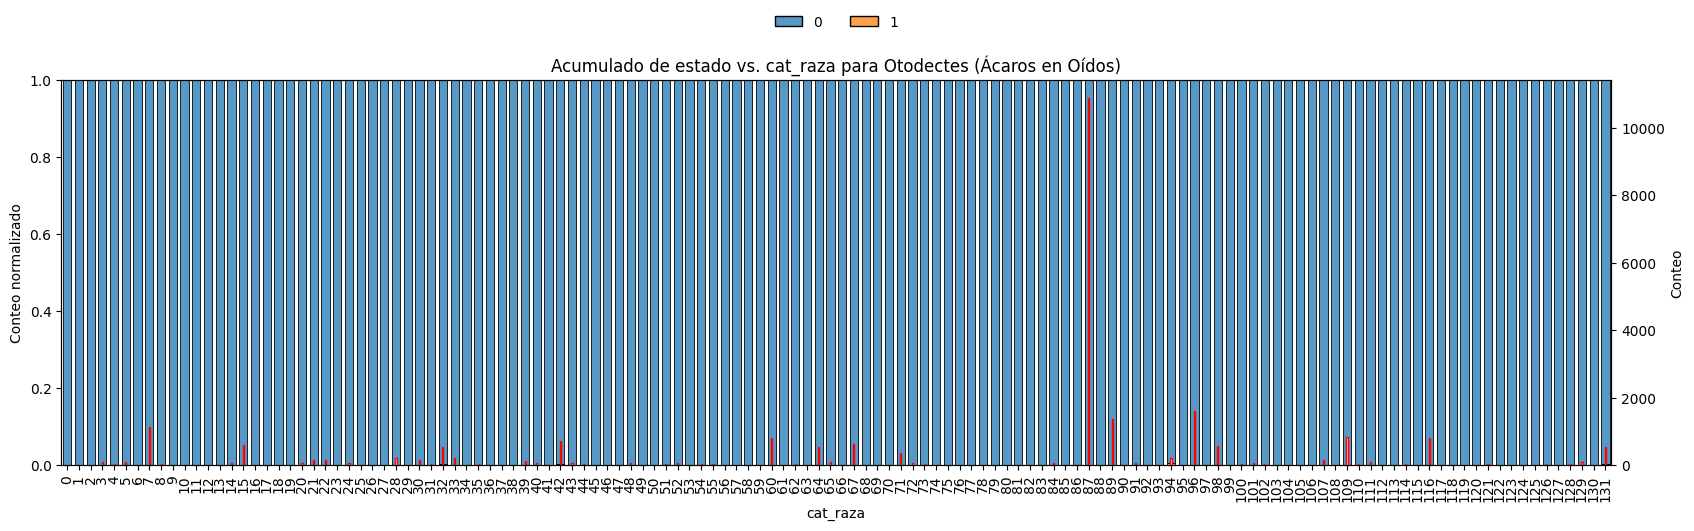 0 1
Acumulado de estado vs. cat_raza para Otodectes (Ácaros en Oídos)
1.0
0.8
0.6
0.4
0.2
0.0
Conteo normalizado
10000
8000
6000
4000
2000
0
Conteo
0 1 2 3 4 5 6 7 8 9 10 11 12 13 14 15 16 17 18 19 20 21 22 23 24 25 26 27 28 29 30 31 32 33 34 35 36 37 38 39 40 41 42 43 44 45 46 47 48 49 50 51 52 53 54 55 56 57 58 59 60 61 62 63 64 65 66 67 68 69 70 71 72 73 74 75 76 77 78 79 80 81 82 83 84 85 86 87 88 89 90 91 92 93 94 95 96 97 98 99 100 101 102 103 104 105 106 107 108 109 110 111 112 113 114 115 116 117 118 119 120 121 122 123 124 125 126 127 128 129 130 131
cat_raza